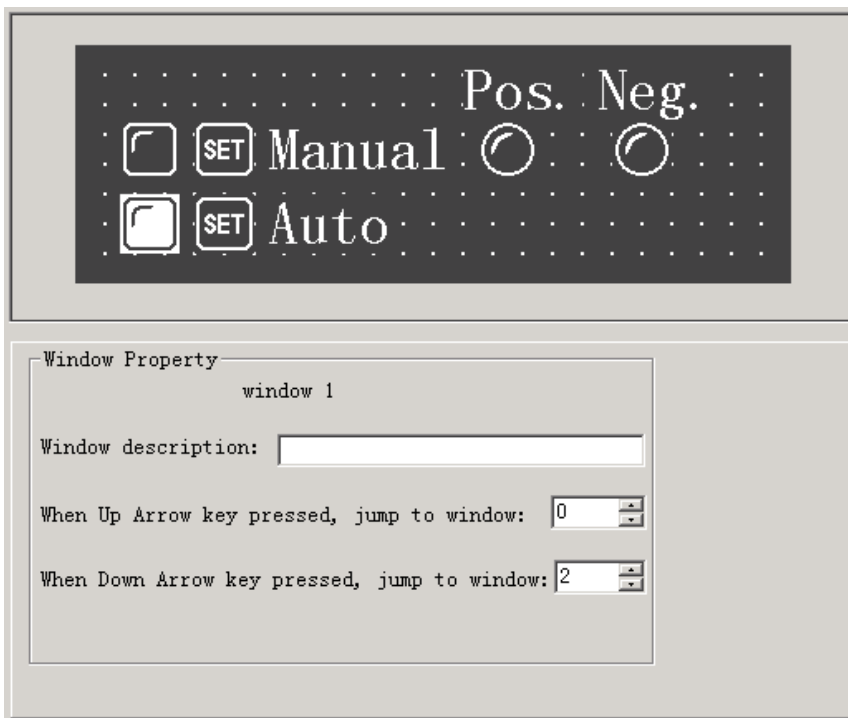 Pos. Neg.
SET Manual
SET Auto
Window Property
window 1
Window description:
When Up Arrow key pressed, jump to window: 0
When Down Arrow key pressed, jump to window: 2